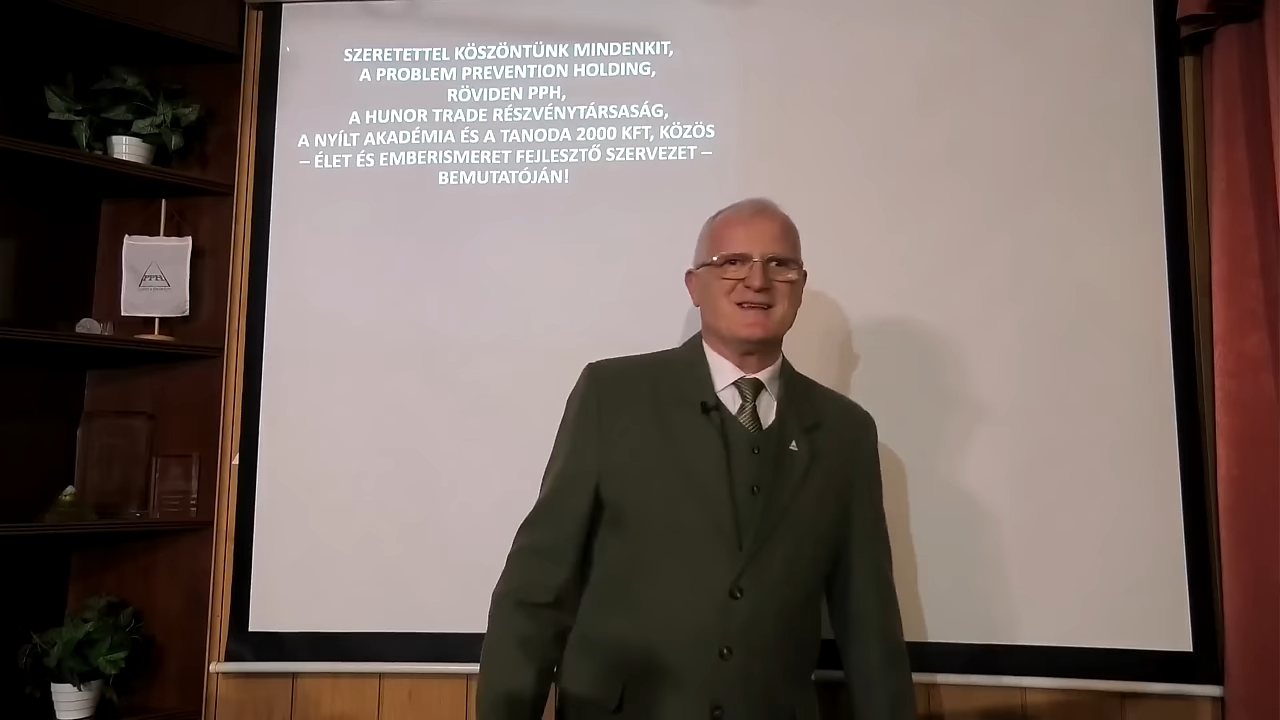 SZERETETTEL KÖSZÖNTÜNK MINDENKIT,
A PROBLEM PREVENTION HOLDING,
RÖVIDEN PPH,
A HUNOR TRADE RÉSZVÉNYTÁRSASÁG,
A NYÍLT AKADÉMIA ÉS A TANODA 2000 KFT, KÖZÖS
– ÉLET ÉS EMBERISMERET FEJLESZTŐ SZERVEZET –
BEMUTATÓJÁN!
PPH